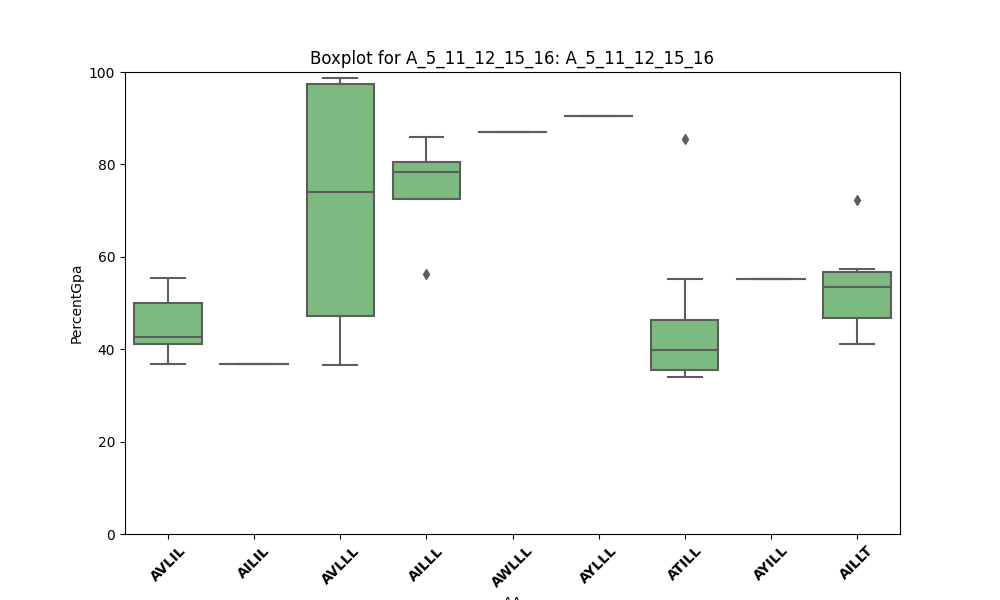 Boxplot for A_5_11_12_15_16: A_5_11_12_15_16
100
80
60
40
20
0
PercentGpa
AVLIL
AILIL
AVLLL
AILLL
AWLLL
AYLLL
ATILL
AYILL
AILLT